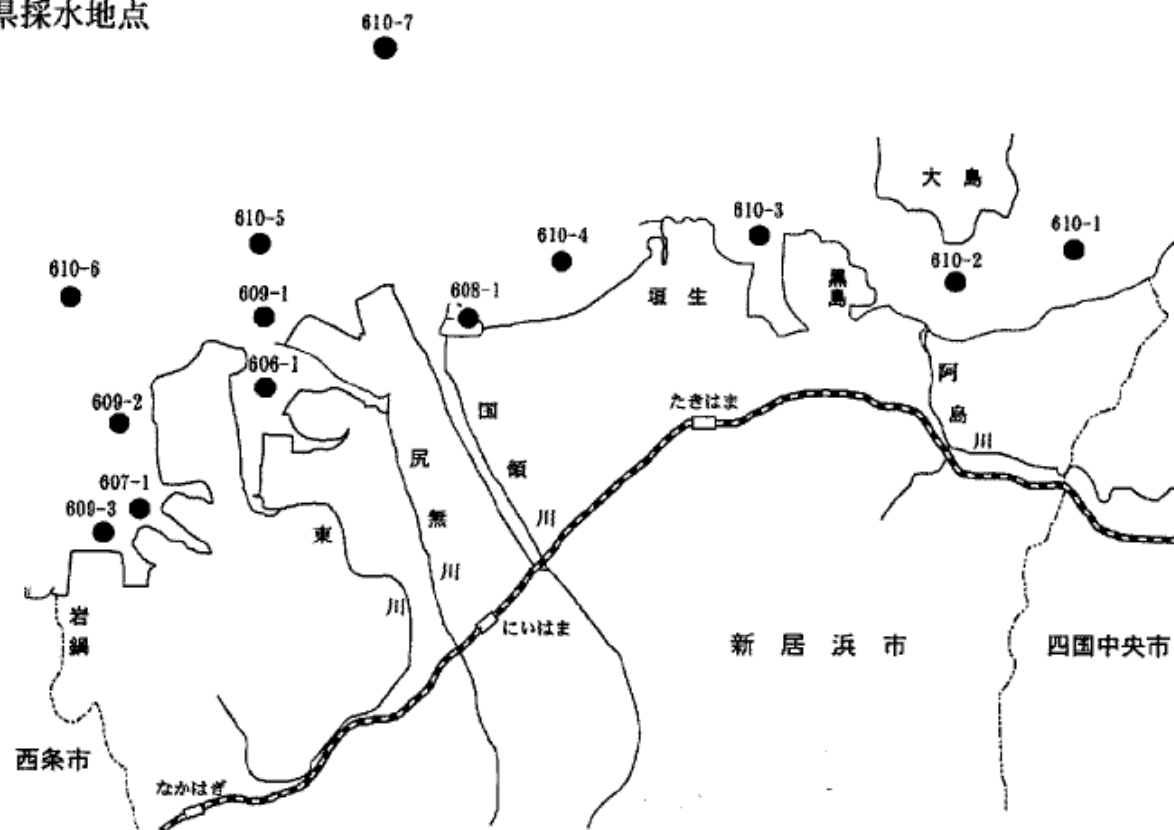 県採水地点
610-7
大島
610-5
610-3
610-1
610-4
610-2
610-6
黒島
609-1
608-1
垣生
606-1
阿島川
609-2
たきはま
国領川
尻無川
607-1
609-3
東川
岩鍋
にいはま
新居浜市
四国中央市
西条市
なかはぎ